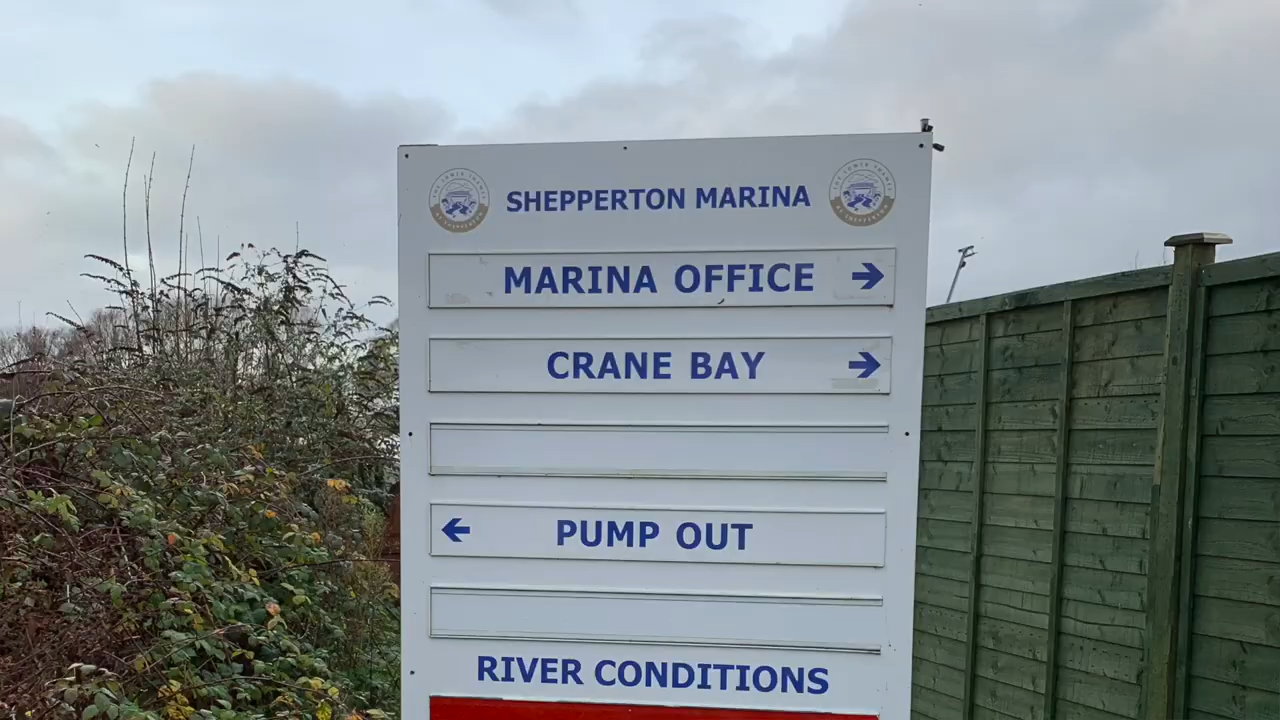 SHEPPERTON MARINA
MARINA OFFICE →
CRANE BAY →
← PUMP OUT
RIVER CONDITIONS